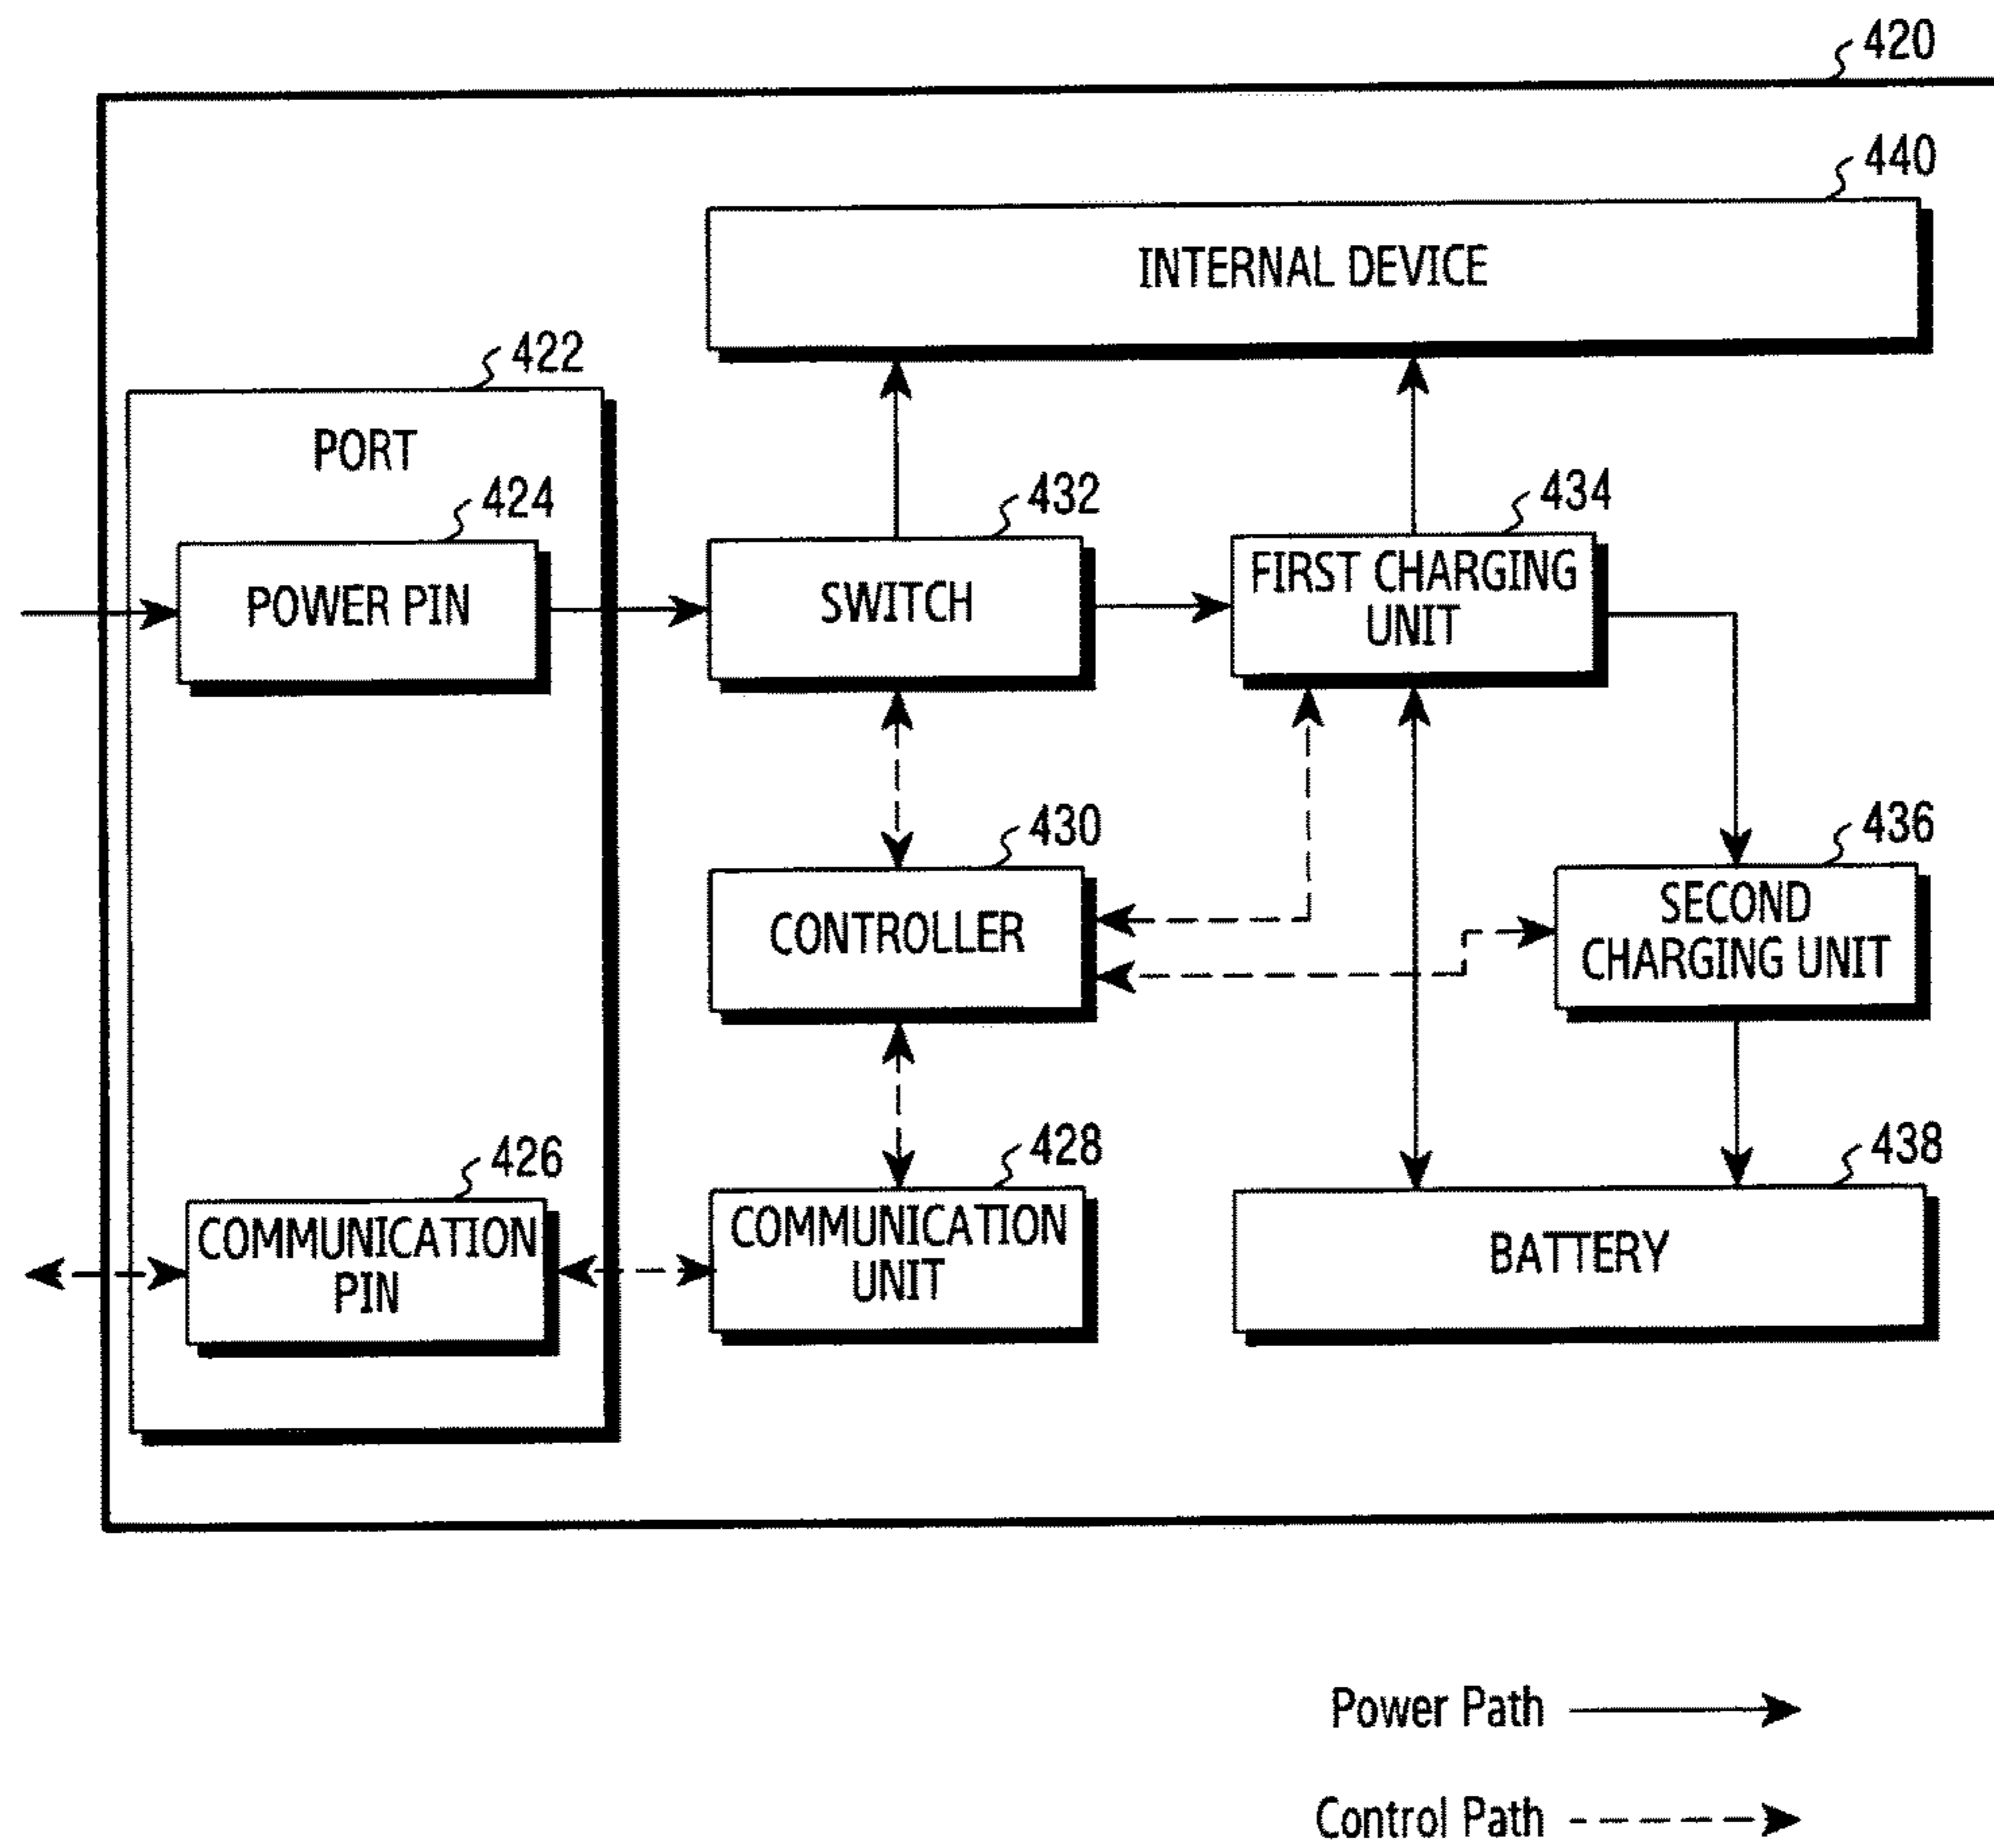 420
440
INTERNAL DEVICE
422
PORT
424
POWER PIN
432
SWITCH
434
FIRST CHARGING
UNIT
430
CONTROLLER
436
SECOND
CHARGING UNIT
426
COMMUNICATION
PIN
428
COMMUNICATION
UNIT
438
BATTERY
Power Path
Control Path